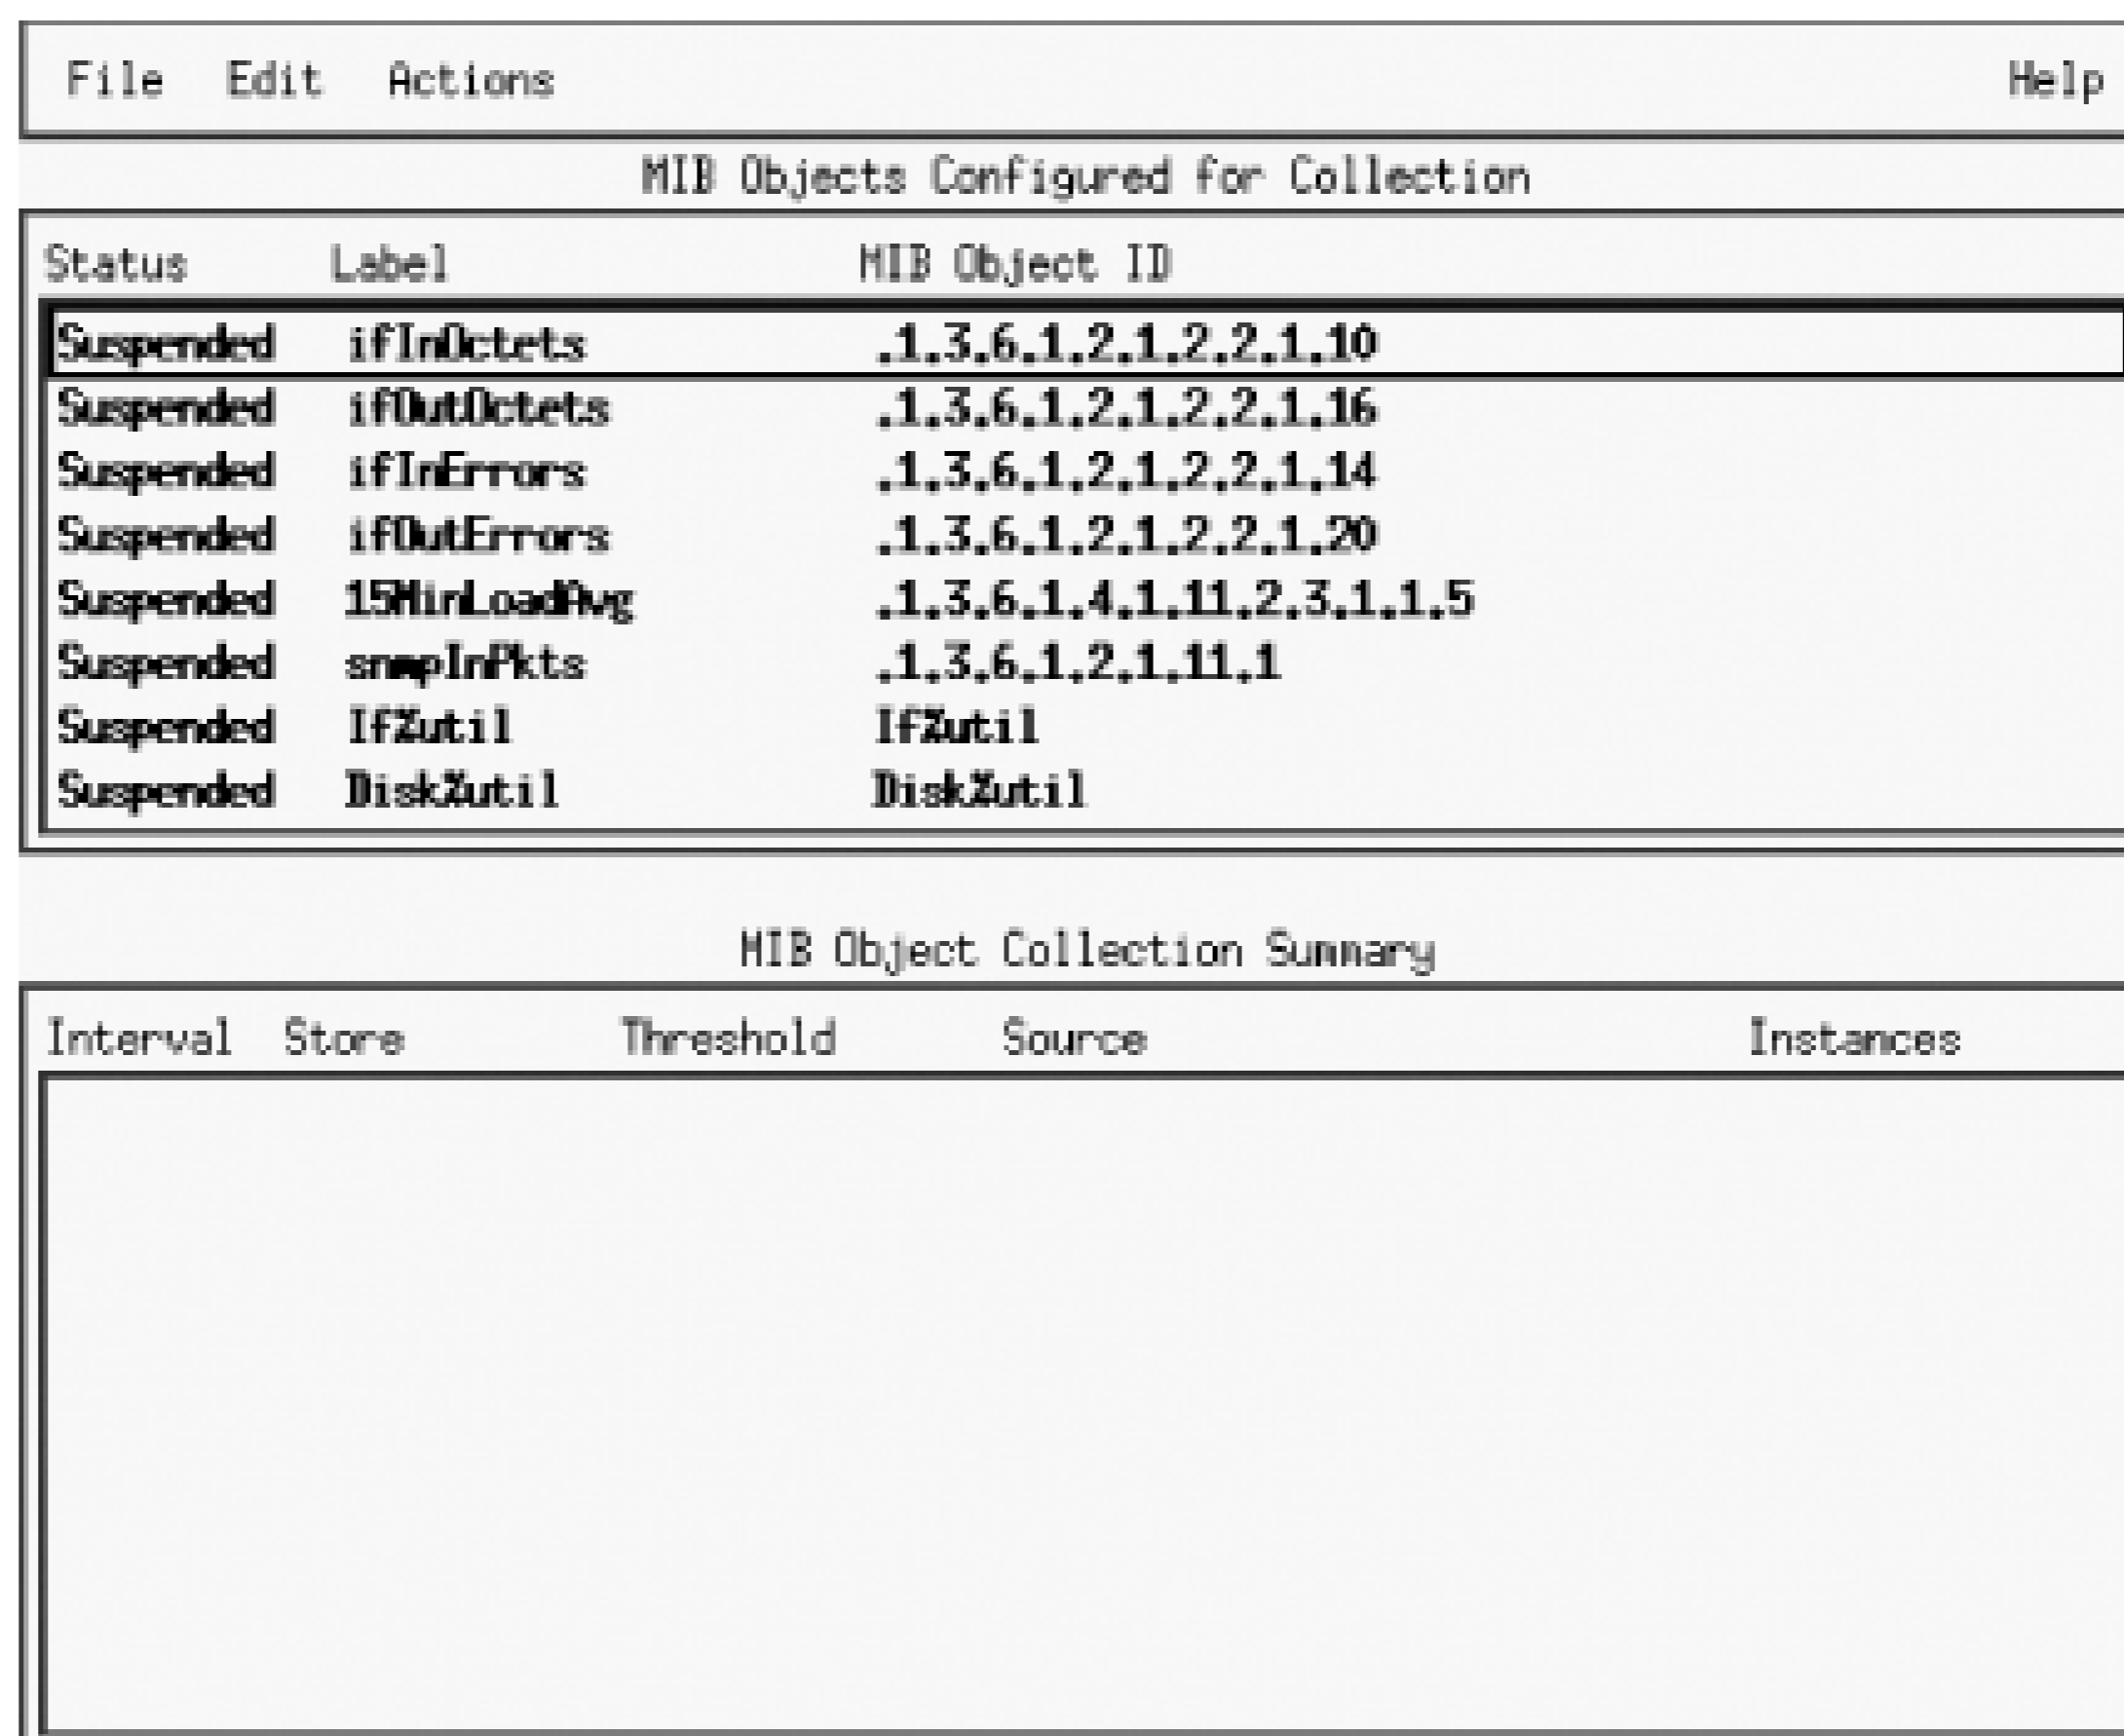 File Edit Actions Help
MIB Objects Configured for Collection
Status Label MIB Object ID
Suspended ifInOctets .1.3.6.1.2.1.2.2.1.10
Suspended ifOutOctets .1.3.6.1.2.1.2.2.1.16
Suspended ifInErrors .1.3.6.1.2.1.2.2.1.14
Suspended ifOutErrors .1.3.6.1.2.1.2.2.1.20
Suspended 15MinLoadAvg .1.3.6.1.4.1.11.2.3.1.1.5
Suspended snmpInPkts .1.3.6.1.2.1.11.1
Suspended If%util If%util
Suspended Disk%util Disk%util
MIB Object Collection Summary
Interval Store Threshold Source Instances